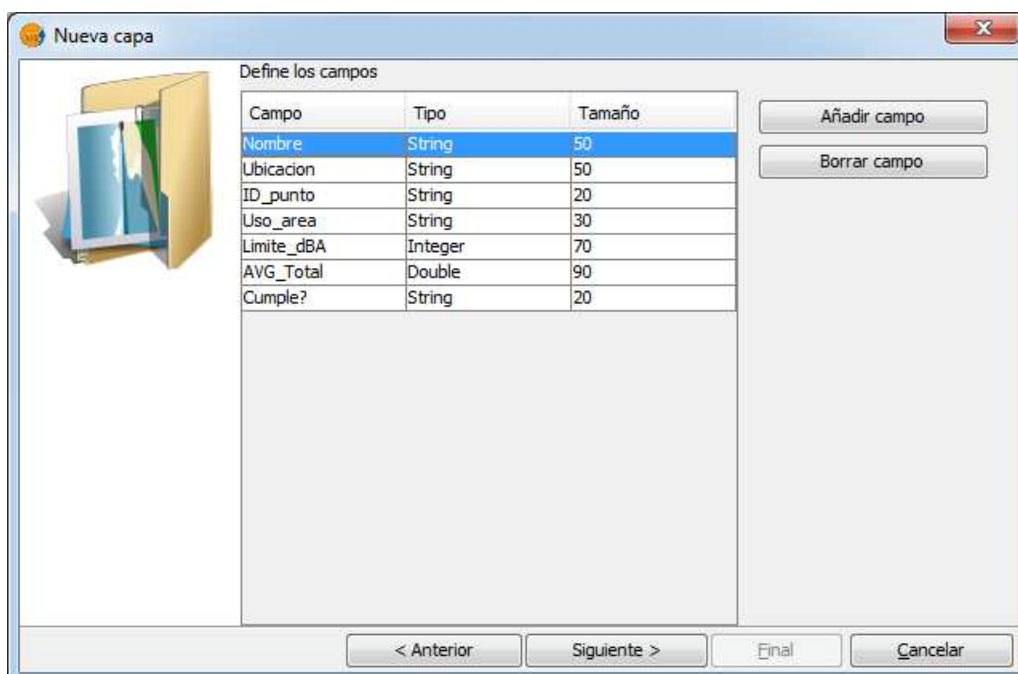 Nueva capa
Define los campos
Campo Tipo Tamaño
Nombre String 50
Ubicacion String 50
ID_punto String 20
Uso_area String 30
Limite_dBA Integer 70
AVG_Total Double 90
Cumple? String 20
Añadir campo
Borrar campo
< Anterior Siguiente > Final Cancelar